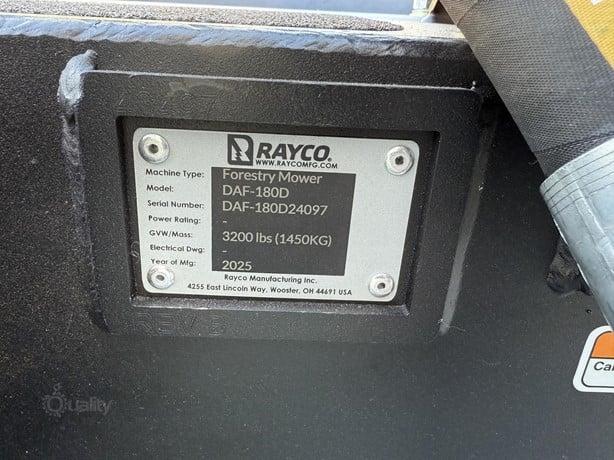 RAYCO®
WWW.RAYCOMFG.COM
Machine Type: Forestry Mower
Model: DAF-180D
Serial Number: DAF-180D24097
Power Rating: -
GVW/Mass: 3200 lbs (1450KG)
Electrical Dwg: -
Year of Mfg: 2025
Rayco Manufacturing Inc.
4255 East Lincoln Way, Wooster, OH 44691 USA
Quality